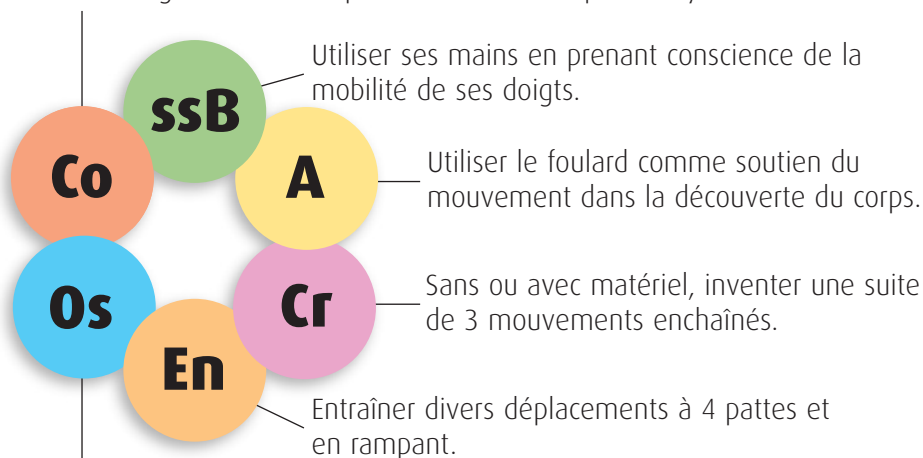 Utiliser ses mains en prenant conscience de la
mobilité de ses doigts.
ssB
Co
A
Utiliser le foulard comme soutien du
mouvement dans la découverte du corps.
Os
Cr
Sans ou avec matériel, inventer une suite
de 3 mouvements enchaînés.
En
Entraîner divers déplacements à 4 pattes et
en rampant.